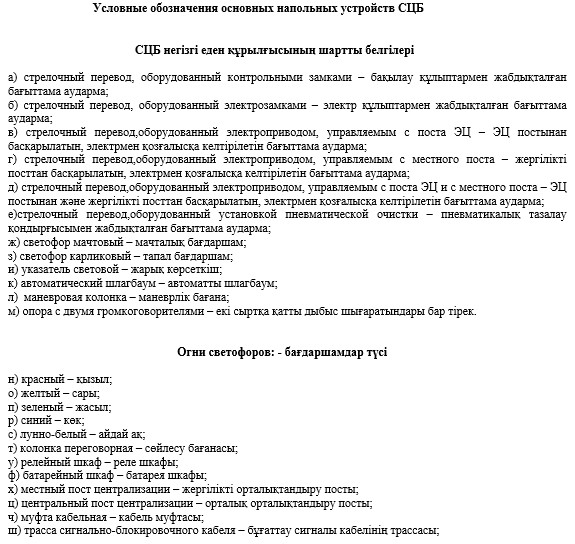 Условные обозначения основных напольных устройств СЦБ
СЦБ негізгі еден құрылғысының шартты белгілері
а) стрелочный перевод, оборудованный контрольными замками – бақылау құлыптармен жабдықталған
бағыттама аударма;
б) стрелочный перевод, оборудованный электрозамками – электр құлыптармен жабдықталған бағыттама
аударма;
в) стрелочный перевод,оборудованный электроприводом, управляемым с поста ЭЦ – ЭЦ постынан
басқарылатын, электрмен қозғалысқа келтірілетін бағыттама аударма;
г) стрелочный перевод,оборудованный электроприводом, управляемым с местного поста – жергілікті
посттан басқарылатын, электрмен қозғалысқа келтірілетін бағыттама аударма;
д) стрелочный перевод,оборудованный электроприводом, управляемым с поста ЭЦ и с местного поста – ЭЦ
постынан және жергілікті посттан басқарылатын, электрмен қозғалысқа келтірілетін бағыттама аударма;
е)стрелочный перевод,оборудованный установкой пневматической очистки – пневматикалық тазалау
қондырғысымен жабдықталған бағыттама аударма;
ж) светофор мачтовый – мачталық бағдаршам;
з) светофор карликовый – тапал бағдаршам;
и) указатель световой – жарық көрсеткіш;
к) автоматический шлагбаум – автоматты шлагбаум;
л) маневровая колонка – маневрлік бағана;
м) опора с двумя громкоговорителями – екі сыртқа қатты дыбыс шығаратындары бар тірек.
Огни светофоров: - бағдаршамдар түсі
н) красный – қызыл;
о) желтый – сары;
п) зеленый – жасыл;
р) синий – көк;
с) лунно-белый – айдай ақ;
т) колонка переговорная – сөйлесу бағанасы;
у) релейный шкаф – реле шкафы;
ф) батарейный шкаф – батарея шкафы;
х) местный пост централизации – жергілікті орталықтандыру посты;
ц) центральный пост централизации – орталық орталықтандыру посты;
ч) муфта кабельная – кабель муфтасы;
ш) трасса сигнально-блокировочного кабеля – бұғаттау сигналы кабелінің трассасы;